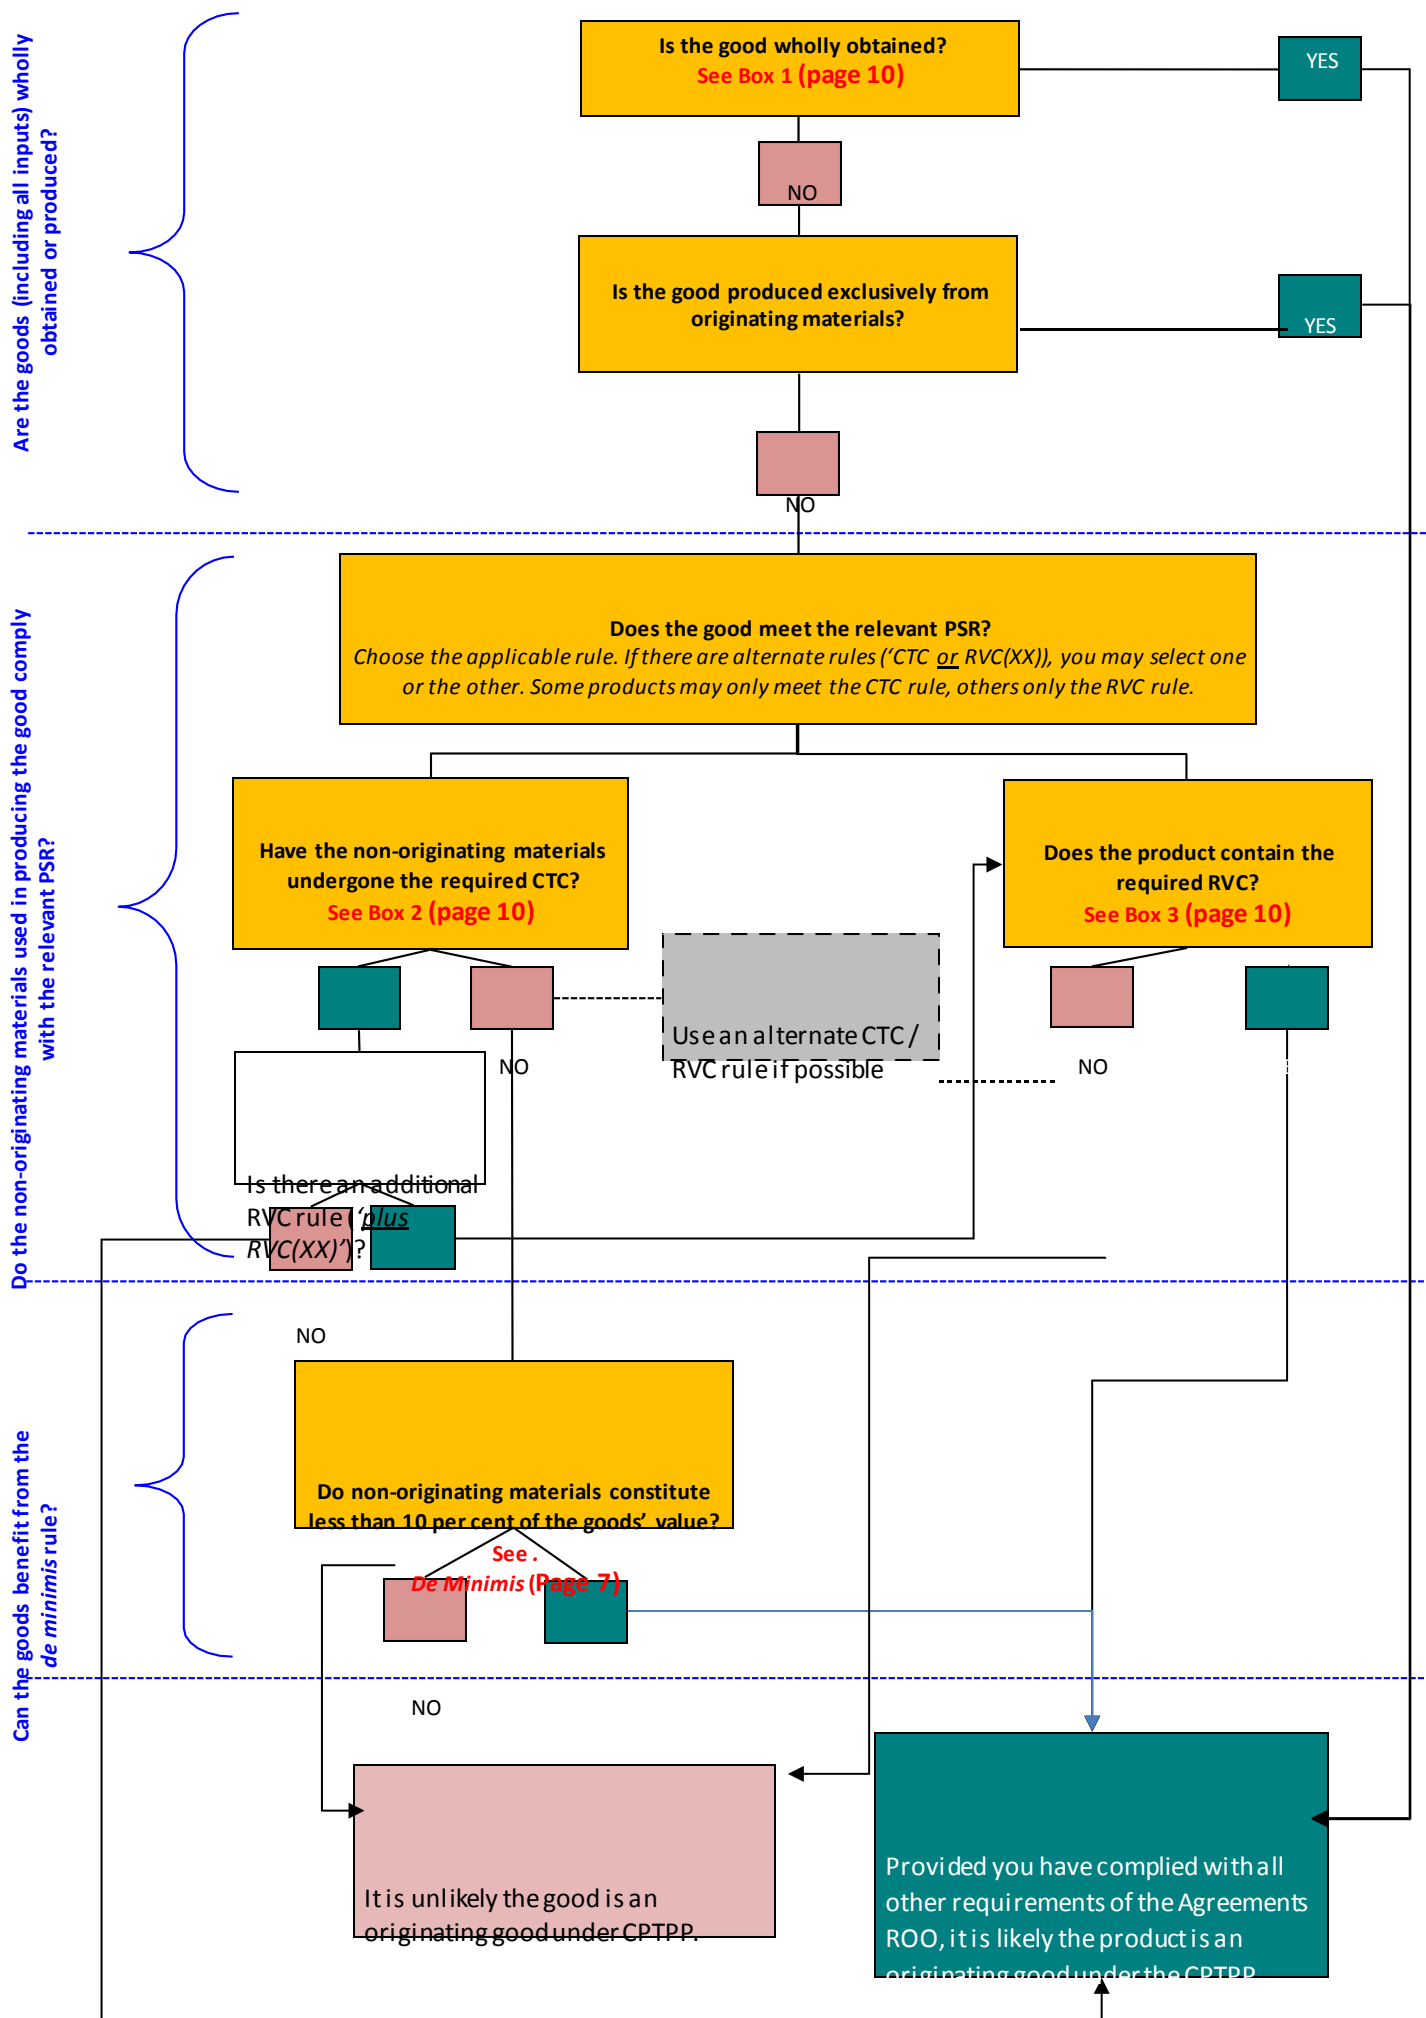 Are the goods (including all inputs) wholly
obtained or produced?
Is the good wholly obtained?
See Box 1 (page 10)
YES
NO
Is the good produced exclusively from
originating materials?
YES
NO
Do the non-originating materials used in producing the good comply
with the relevant PSR?
Does the good meet the relevant PSR?
Choose the applicable rule. If there are alternate rules (‘CTC or RVC(XX)), you may select one
or the other. Some products may only meet the CTC rule, others only the RVC rule.
Have the non-originating materials
undergone the required CTC?
See Box 2 (page 10)
Does the product contain the
required RVC?
See Box 3 (page 10)
NO
Use an alternate CTC /
RVC rule if possible
NO
Is there an additional
RVC rule (‘plus
RVC(XX)’)?
NO
Can the goods benefit from the
de minimis rule?
Do non-originating materials constitute
less than 10 per cent of the goods’ value?
See .
De Minimis (Page 7)
NO
It is unlikely the good is an
originating good under CPTPP.
Provided you have complied with all
other requirements of the Agreements
ROO, it is likely the product is an
originating good under the CPTPP